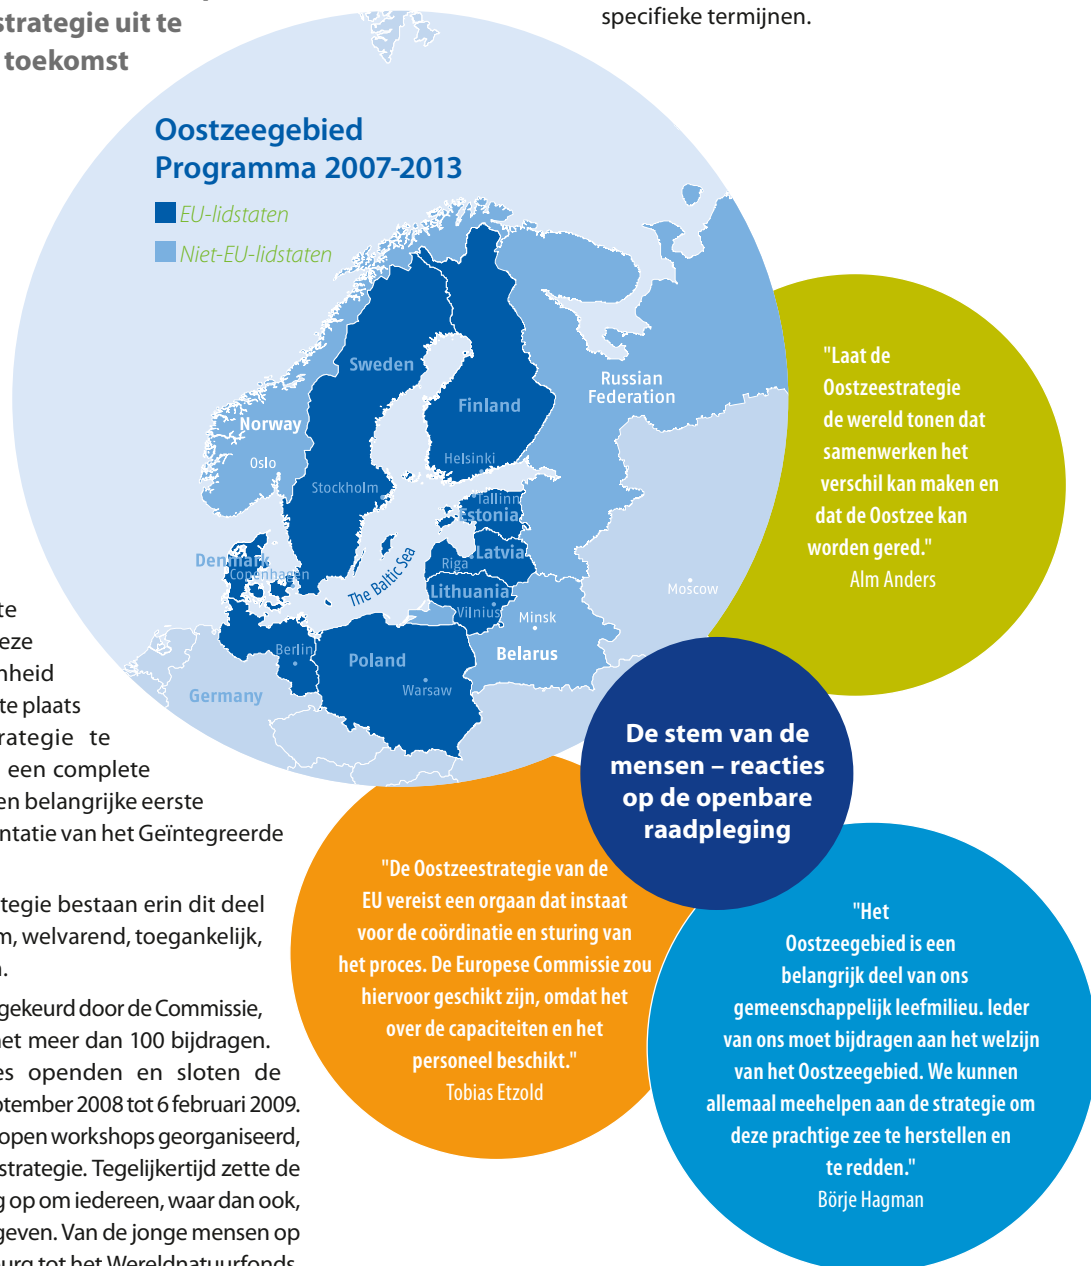 strategie uit te
toekomst
specifieke termijnen.
Oostzeegebied
Programma 2007-2013
EU-lidstaten
Niet-EU-lidstaten
Sweden
Finland
Russian
Federation
Norway
Oslo
Helsinki
Stockholm
Tallinn
Estonia
Denmark
Copenhagen
The Baltic Sea
Riga
Latvia
Lithuania
Vilnius
Moscow
Minsk
Belarus
Berlin
Poland
Warsaw
Germany
"Laat de
Oostzeestrategie
de wereld tonen dat
samenwerken het
verschil kan maken en
dat de Oostzee kan
worden gered."
Alm Anders
te
eze
nheid
te plaats
rategie te
een complete
en belangrijke eerste
ntatie van het Geïntegreerde
tegie bestaan erin dit deel
m, welvarend, toegankelijk,
gekeurd door de Commissie,
net meer dan 100 bijdragen.
es openden en sloten de
ptember 2008 tot 6 februari 2009.
open workshops georganiseerd,
strategie. Tegelijkertijd zette de
g op om iedereen, waar dan ook,
geven. Van de jonge mensen op
urg tot het Wereldnatuurfonds
De stem van de
mensen – reacties
op de openbare
raadpleging
"De Oostzeestrategie van de
EU vereist een orgaan dat instaat
voor de coördinatie en sturing van
het proces. De Europese Commissie zou
hiervoor geschikt zijn, omdat het
over de capaciteiten en het
personeel beschikt."
Tobias Etzold
"Het
Oostzeegebied is een
belangrijk deel van ons
gemeenschappelijk leefmilieu. Ieder
van ons moet bijdragen aan het welzijn
van het Oostzeegebied. We kunnen
allemaal meehelpen aan de strategie om
deze prachtige zee te herstellen en
te redden."
Börje Hagman